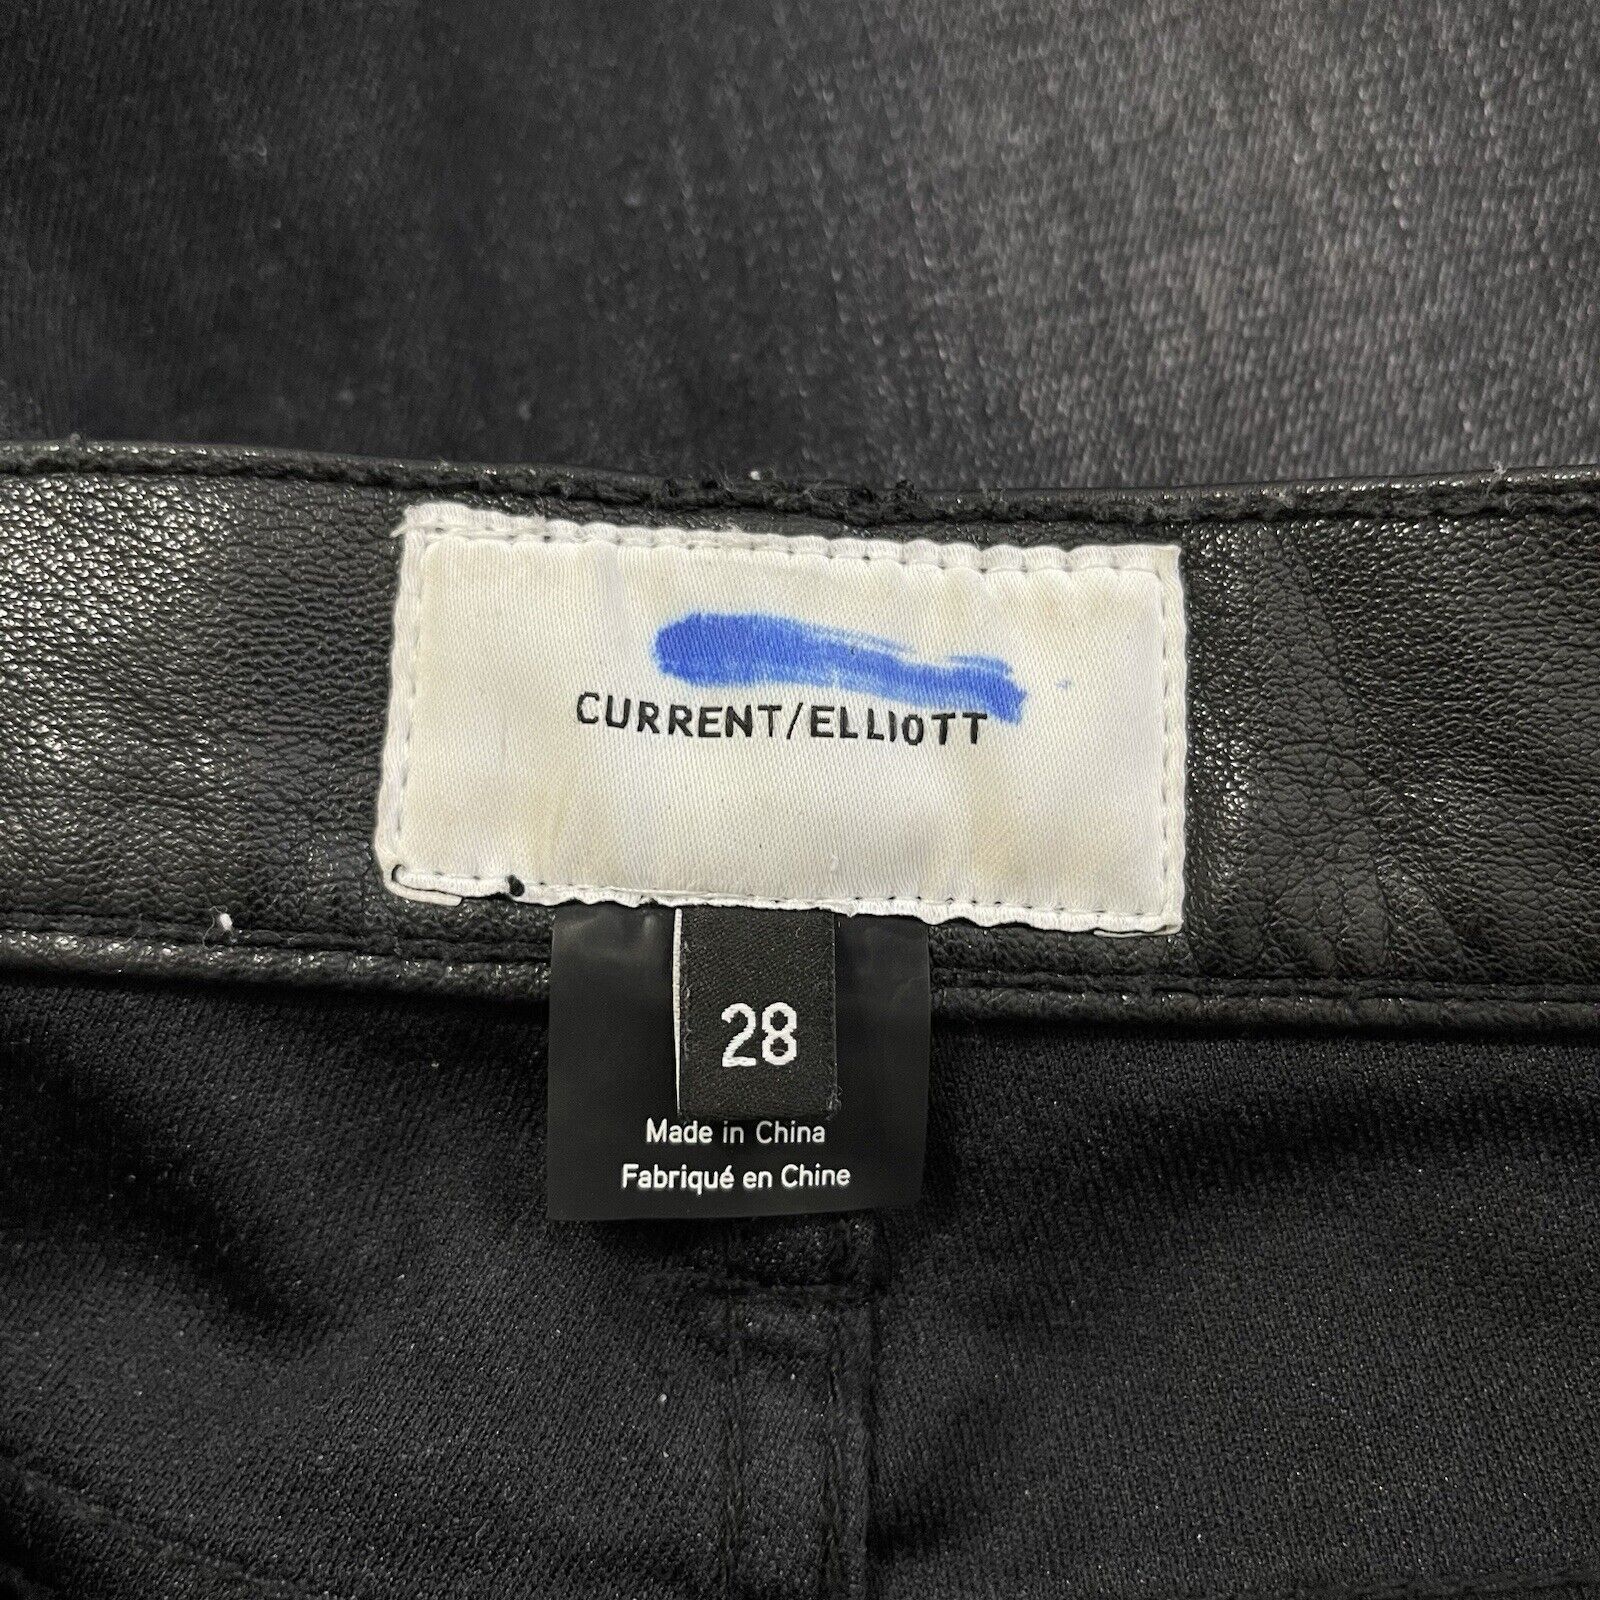 CURRENT/ELLIOTT
28
Made in China
Fabriqué en Chine